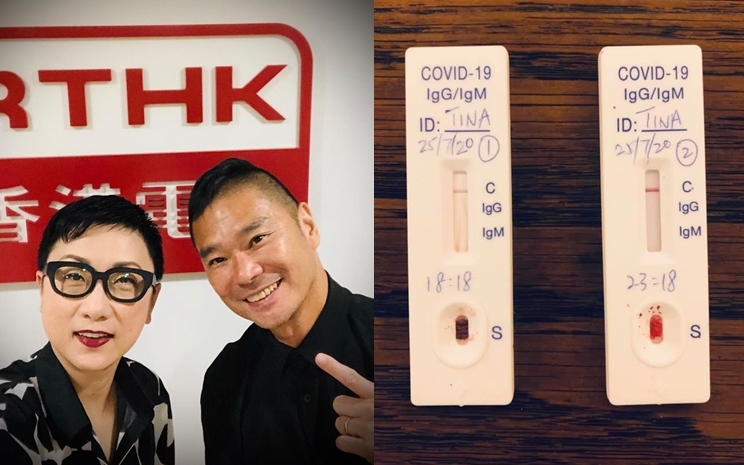 RTHK
香港電
COVID-19
IgG/IgM
ID: TINA
25/7/20 ①
C
IgG
IgM
18:18
S
COVID-19
IgG/IgM
ID: TINA
25/7/20 ②
C
IgG
IgM
23:18
S